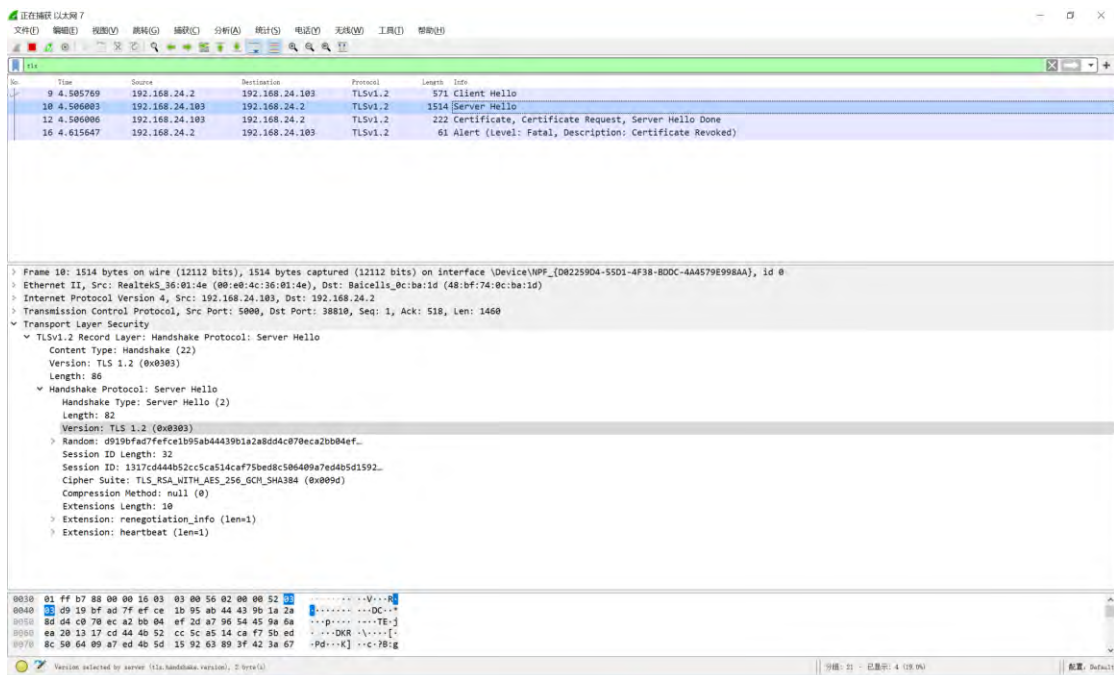 正在捕获 以太网 7
文件(F) 编辑(E) 视图(V) 跳转(G) 捕获(C) 分析(A) 统计(S) 电话(Y) 无线(W) 工具(T) 帮助(H)
tls
No. Time Source Destination Protocol Length Info
9 4.505769 192.168.24.2 192.168.24.103 TLSv1.2 571 Client Hello
10 4.506003 192.168.24.103 192.168.24.2 TLSv1.2 1514 Server Hello
12 4.506006 192.168.24.103 192.168.24.2 TLSv1.2 222 Certificate, Certificate Request, Server Hello Done
16 4.615647 192.168.24.2 192.168.24.103 TLSv1.2 61 Alert (Level: Fatal, Description: Certificate Revoked)
Frame 10: 1514 bytes on wire (12112 bits), 1514 bytes captured (12112 bits) on interface \Device\NPF_{D02259D4-55D1-4F38-BDDC-4A4579E998AA}, id 0
Ethernet II, Src: RealtekS_36:01:4e (00:e0:4c:36:01:4e), Dst: Baicells_0c:ba:1d (48:bf:74:0c:ba:1d)
Internet Protocol Version 4, Src: 192.168.24.103, Dst: 192.168.24.2
Transmission Control Protocol, Src Port: 5000, Dst Port: 38810, Seq: 1, Ack: 518, Len: 1460
Transport Layer Security
TLSv1.2 Record Layer: Handshake Protocol: Server Hello
Content Type: Handshake (22)
Version: TLS 1.2 (0x0303)
Length: 86
Handshake Protocol: Server Hello
Handshake Type: Server Hello (2)
Length: 82
Version: TLS 1.2 (0x0303)
Random: d919bfad7fefce1b95ab44439b1a2a8dd4c070eca2bb04ef…
Session ID Length: 32
Session ID: 1317cd444b52cc5ca514caf75bed8c506409a7ed4b5d1592…
Cipher Suite: TLS_RSA_WITH_AES_256_GCM_SHA384 (0x009d)
Compression Method: null (0)
Extensions Length: 10
Extension: renegotiation_info (len=1)
Extension: heartbeat (len=1)
0030 01 ff b7 88 00 00 16 03 03 00 56 02 00 00 52 03 ········ ··V···R·
0040 03 d9 19 bf ad 7f ef ce 1b 95 ab 44 43 9b 1a 2a ········ ···DC··*
0050 8d d4 c0 70 ec a2 bb 04 ef 2d a7 96 54 45 9a 6a ···p···· ·-··TE·j
0060 ea 20 13 17 cd 44 4b 52 cc 5c a5 14 ca f7 5b ed · ···DKR ·\····[·
0070 8c 50 64 09 a7 ed 4b 5d 15 92 63 89 3f 42 3a 67 ·Pd···K] ··c·?B:g
Version selected by server (tls.handshake.version), 2 byte(s)
分组: 21 · 已显示: 4 (19.0%)
配置: Default